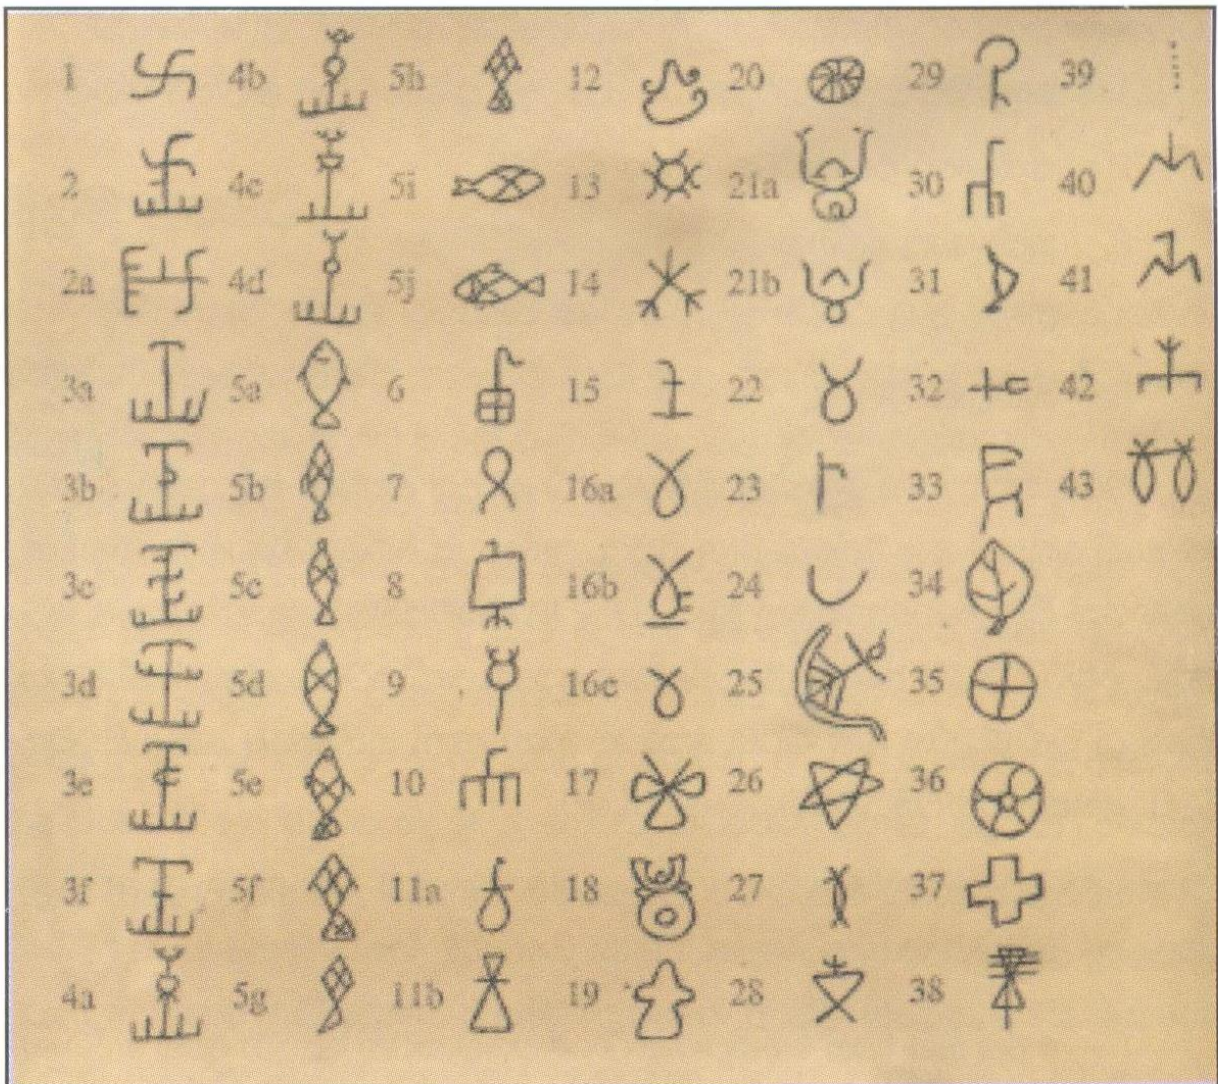 1 4b 5h 12 20 29 39
2 4c 5i 13 21a 30 40
2a 4d 5j 14 21b 31 41
3a 5a 6 15 22 32 42
3b 5b 7 16a 23 33 43
3c 5c 8 16b 24 34
3d 5d 9 16c 25 35
3e 5e 10 17 26 36
3f 5f 11a 18 27 37
4a 5g 11b 19 28 38